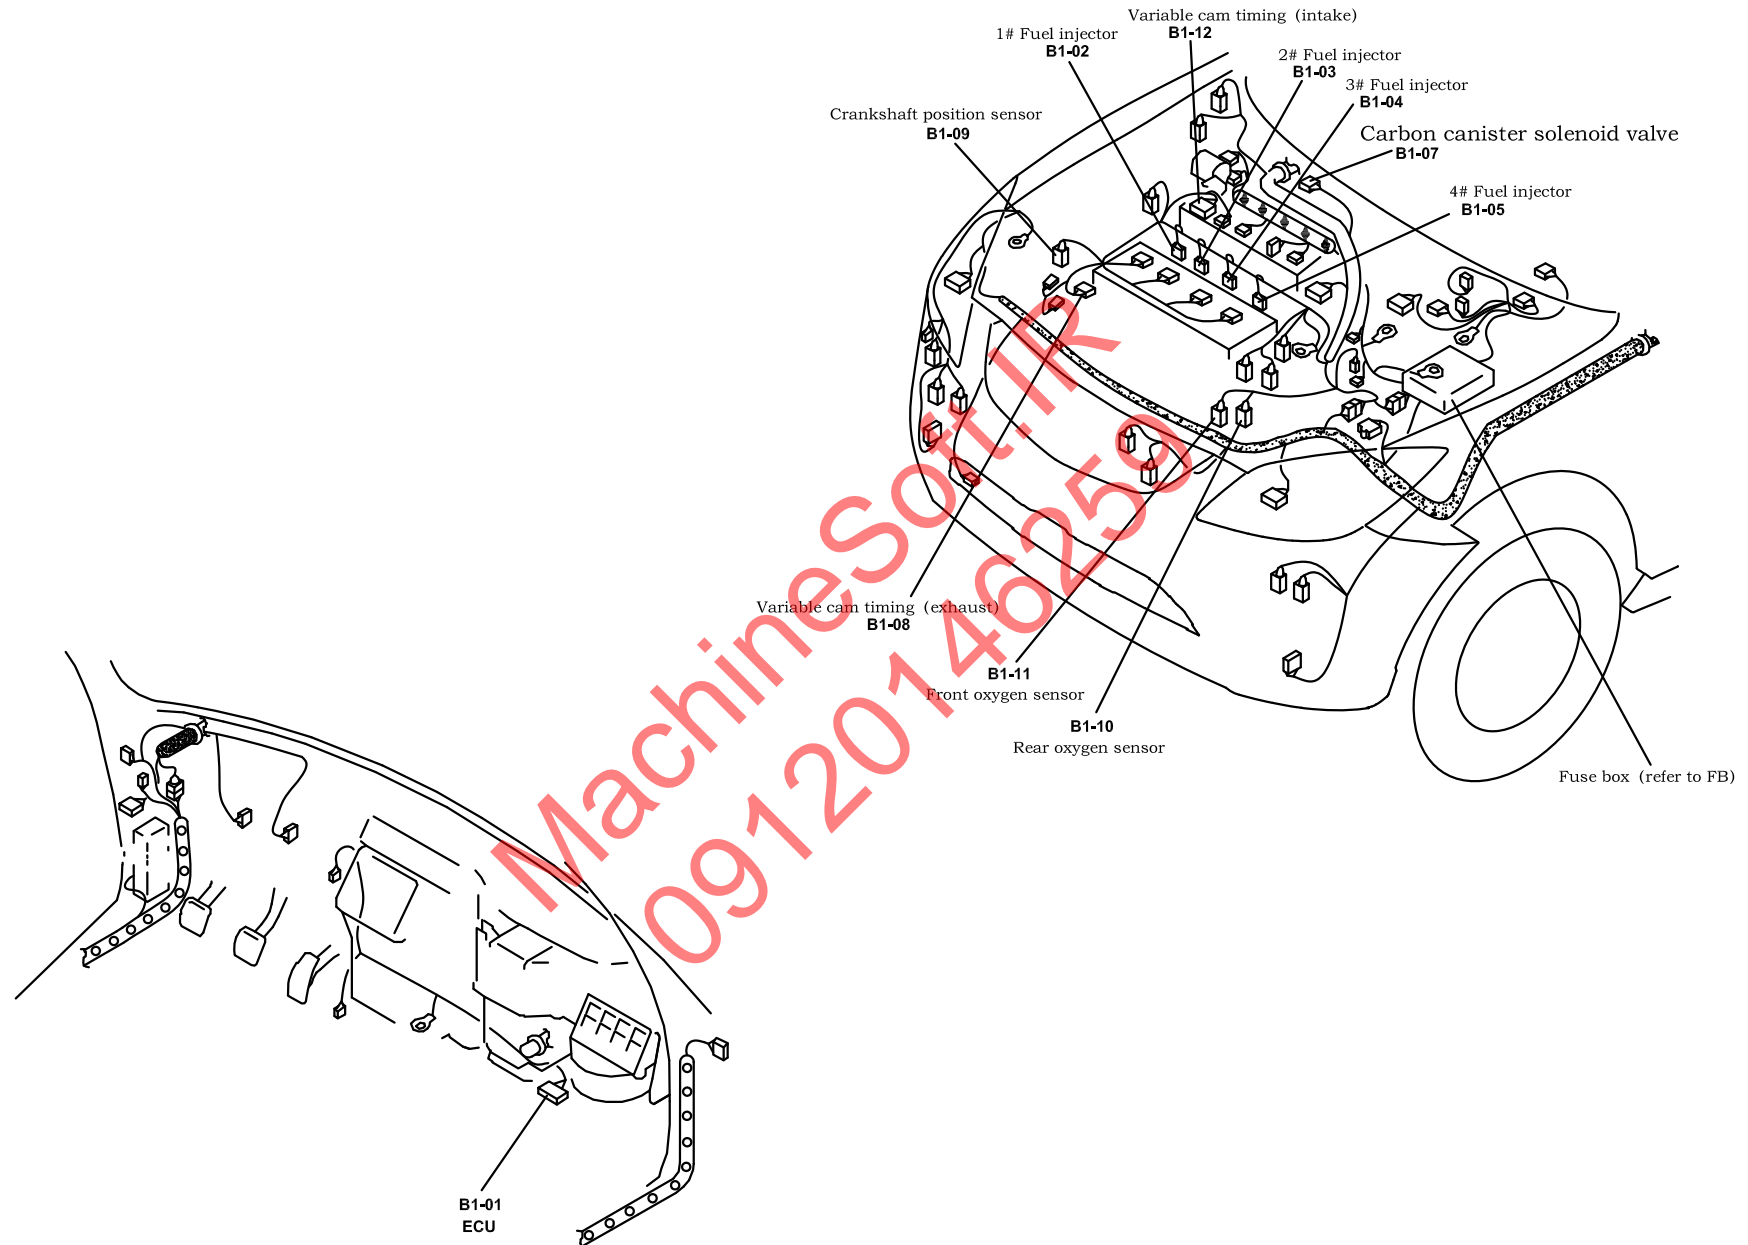 Variable cam timing (intake)
B1-12
1# Fuel injector
B1-02
2# Fuel injector
B1-03
3# Fuel injector
B1-04
Crankshaft position sensor
B1-09
Carbon canister solenoid valve
B1-07
4# Fuel injector
B1-05
Variable cam timing (exhaust)
B1-08
B1-11
Front oxygen sensor
B1-10
Rear oxygen sensor
Fuse box (refer to FB)
B1-01
ECU
MachineSoft.IR
09120146259